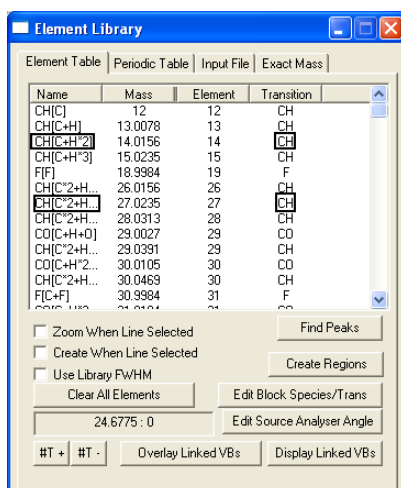 Element Library
Element Table Periodic Table Input File Exact Mass
Name Mass Element Transition
CH[C] 12 12 CH
CH[C+H] 13.0078 13 CH
CH[C+H*2] 14.0156 14 CH
CH[C+H*3] 15.0235 15 CH
F[F] 18.9984 19 F
CH[C*2+H... 26.0156 26 CH
CH[C*2+H... 27.0235 27 CH
CH[C*2+H... 28.0313 28 CH
CO[C+H+O] 29.0027 29 CO
CH[C*2+H... 29.0391 29 CH
CO[C+H*2... 30.0105 30 CO
CH[C*2+H... 30.0469 30 CH
F[C+F] 30.9984 31 F
Zoom When Line Selected
Find Peaks
Create When Line Selected
Create Regions
Use Library FWHM
Clear All Elements Edit Block Species/Trans
24.6775 : 0 Edit Source Analyser Angle
#T + #T - Overlay Linked VBs Display Linked VBs